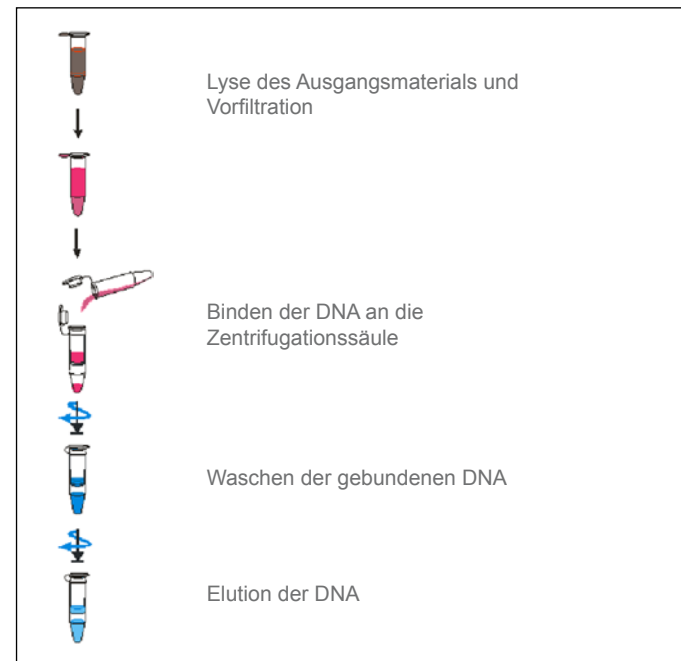 Lyse des Ausgangsmaterials und
Vorfiltration
Binden der DNA an die
Zentrifugationssäule
Waschen der gebundenen DNA
Elution der DNA